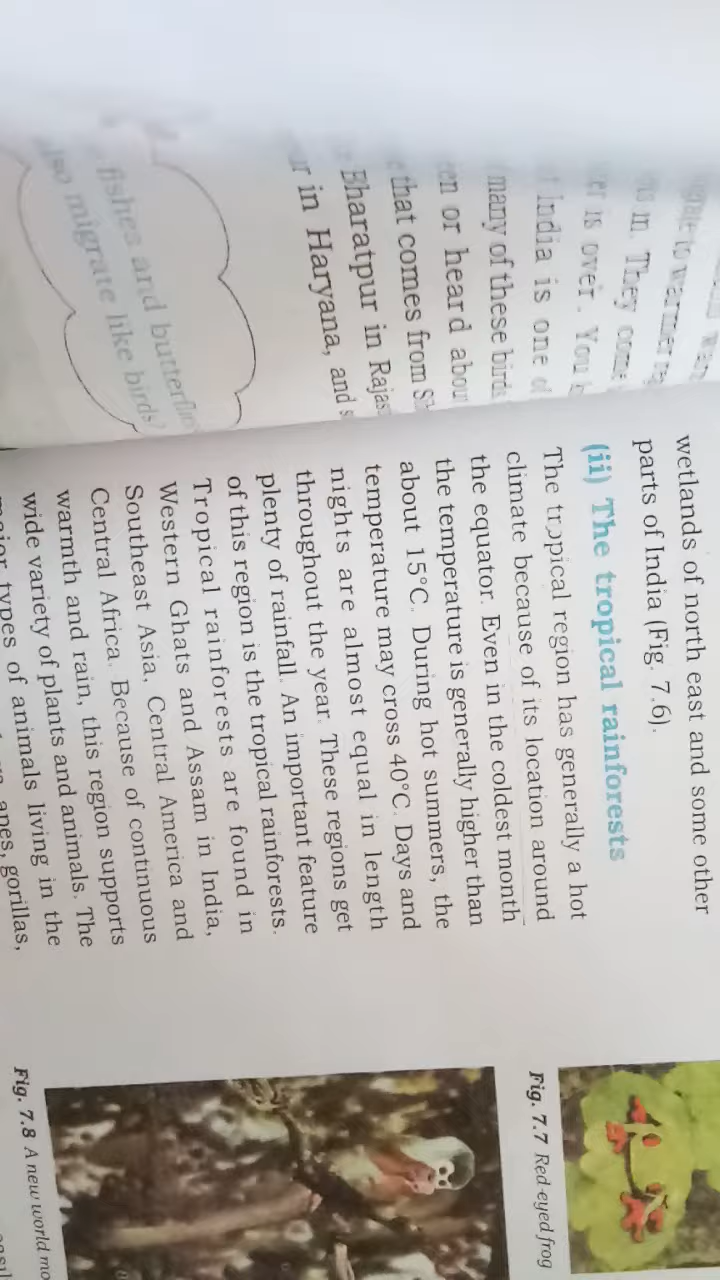 to warmer
in. They come
er is over. You
India is one of
many of these birds
or heard about
that comes from
Bharatpur in
in Haryana, and
fishes and butterflies
also migrate like birds
wetlands of north east and some other
parts of India (Fig. 7.6).
(ii) The tropical rainforests
The tropical region has generally a hot
climate because of its location around
the equator. Even in the coldest month
the temperature is generally higher than
about 15°C. During hot summers, the
temperature may cross 40°C. Days and
nights are almost equal in length
throughout the year. These regions get
plenty of rainfall. An important feature
of this region is the tropical rainforests.
Tropical rainforests are found in
Western Ghats and Assam in India,
Southeast Asia, Central America and
Central Africa. Because of continuous
warmth and rain, this region supports
wide variety of plants and animals. The
major types of animals living in the
apes, gorillas,
Fig. 7.7 Red eyed frog
Fig. 7.8 A new world mo